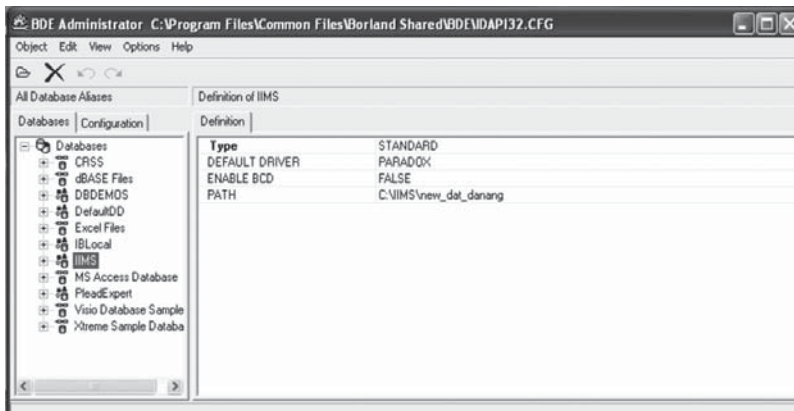 BDE Administrator C:\Program Files\Common Files\Borland Shared\BDE\IDAPI32.CFG
Object Edit View Options Help
All Database Aliases
Definition of IIMS
Databases Configuration
Definition
Databases
CRSS
dBASE Files
DBDEMOS
DefaultDD
Excel Files
IBLocal
IIMS
MS Access Database
PleadExpert
Visio Database Sample
Xtreme Sample Databa
Type STANDARD
DEFAULT DRIVER PARADOX
ENABLE BCD FALSE
PATH C:\IIMS\new_dat_danang